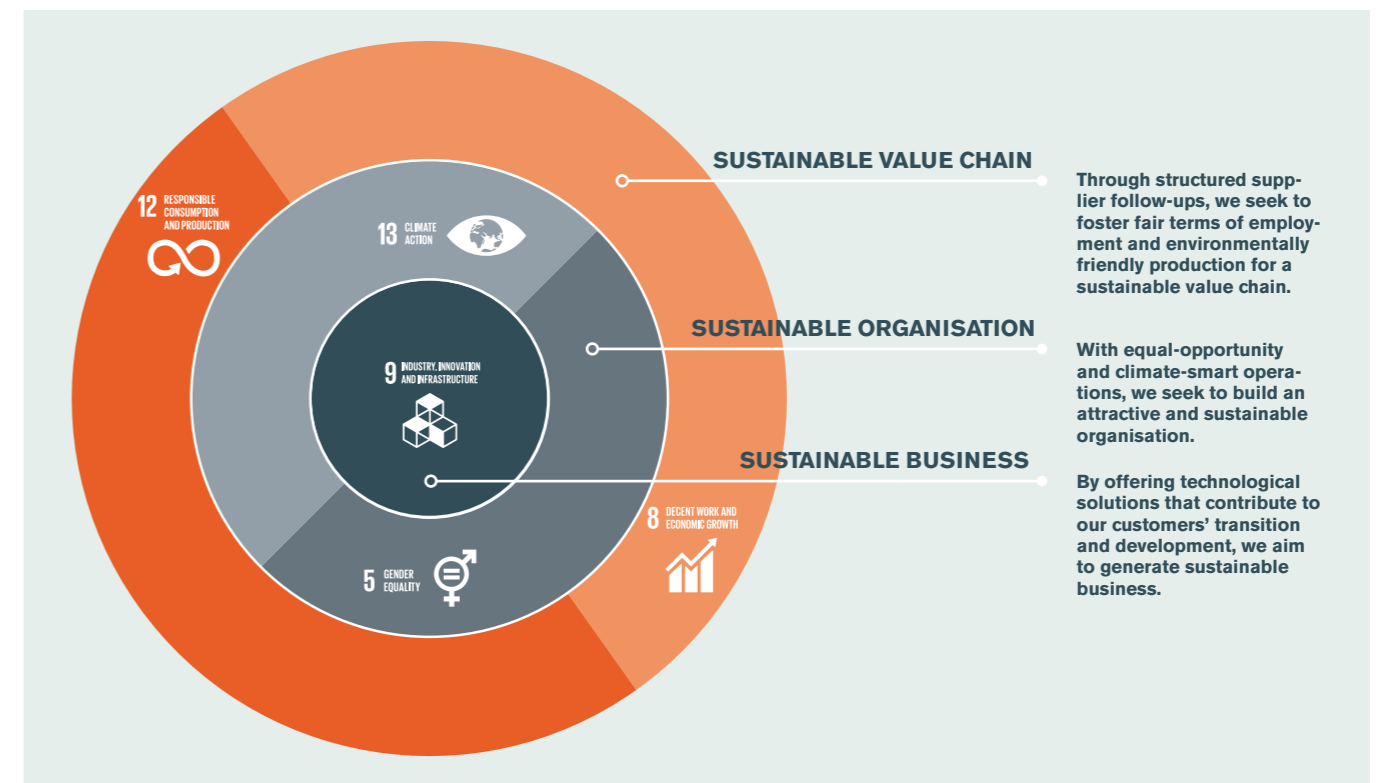 SUSTAINABLE VALUE CHAIN
Through structured supp-
lier follow-ups, we seek to
foster fair terms of employ-
ment and environmentally
friendly production for a
sustainable value chain.
12 RESPONSIBLE
CONSUMPTION
AND PRODUCTION
13 CLIMATE
ACTION
SUSTAINABLE ORGANISATION
With equal-opportunity
and climate-smart opera-
tions, we seek to build an
attractive and sustainable
organisation.
9 INDUSTRY, INNOVATION
AND INFRASTRUCTURE
SUSTAINABLE BUSINESS
By offering technological
solutions that contribute to
our customers’ transition
and development, we aim
to generate sustainable
business.
8 DECENT WORK AND
ECONOMIC GROWTH
5 GENDER
EQUALITY